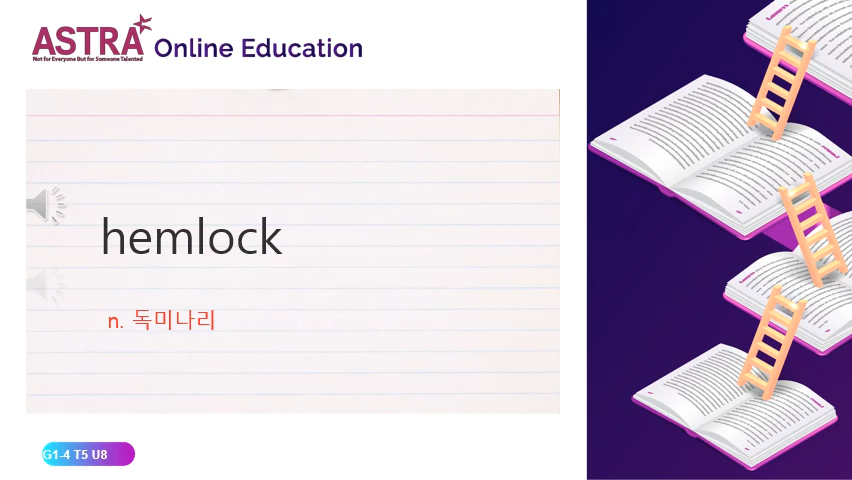 ASTRA Online Education
Not for Everyone But for Someone Talented
hemlock
n. 독미나리
G1-4 T5 U8